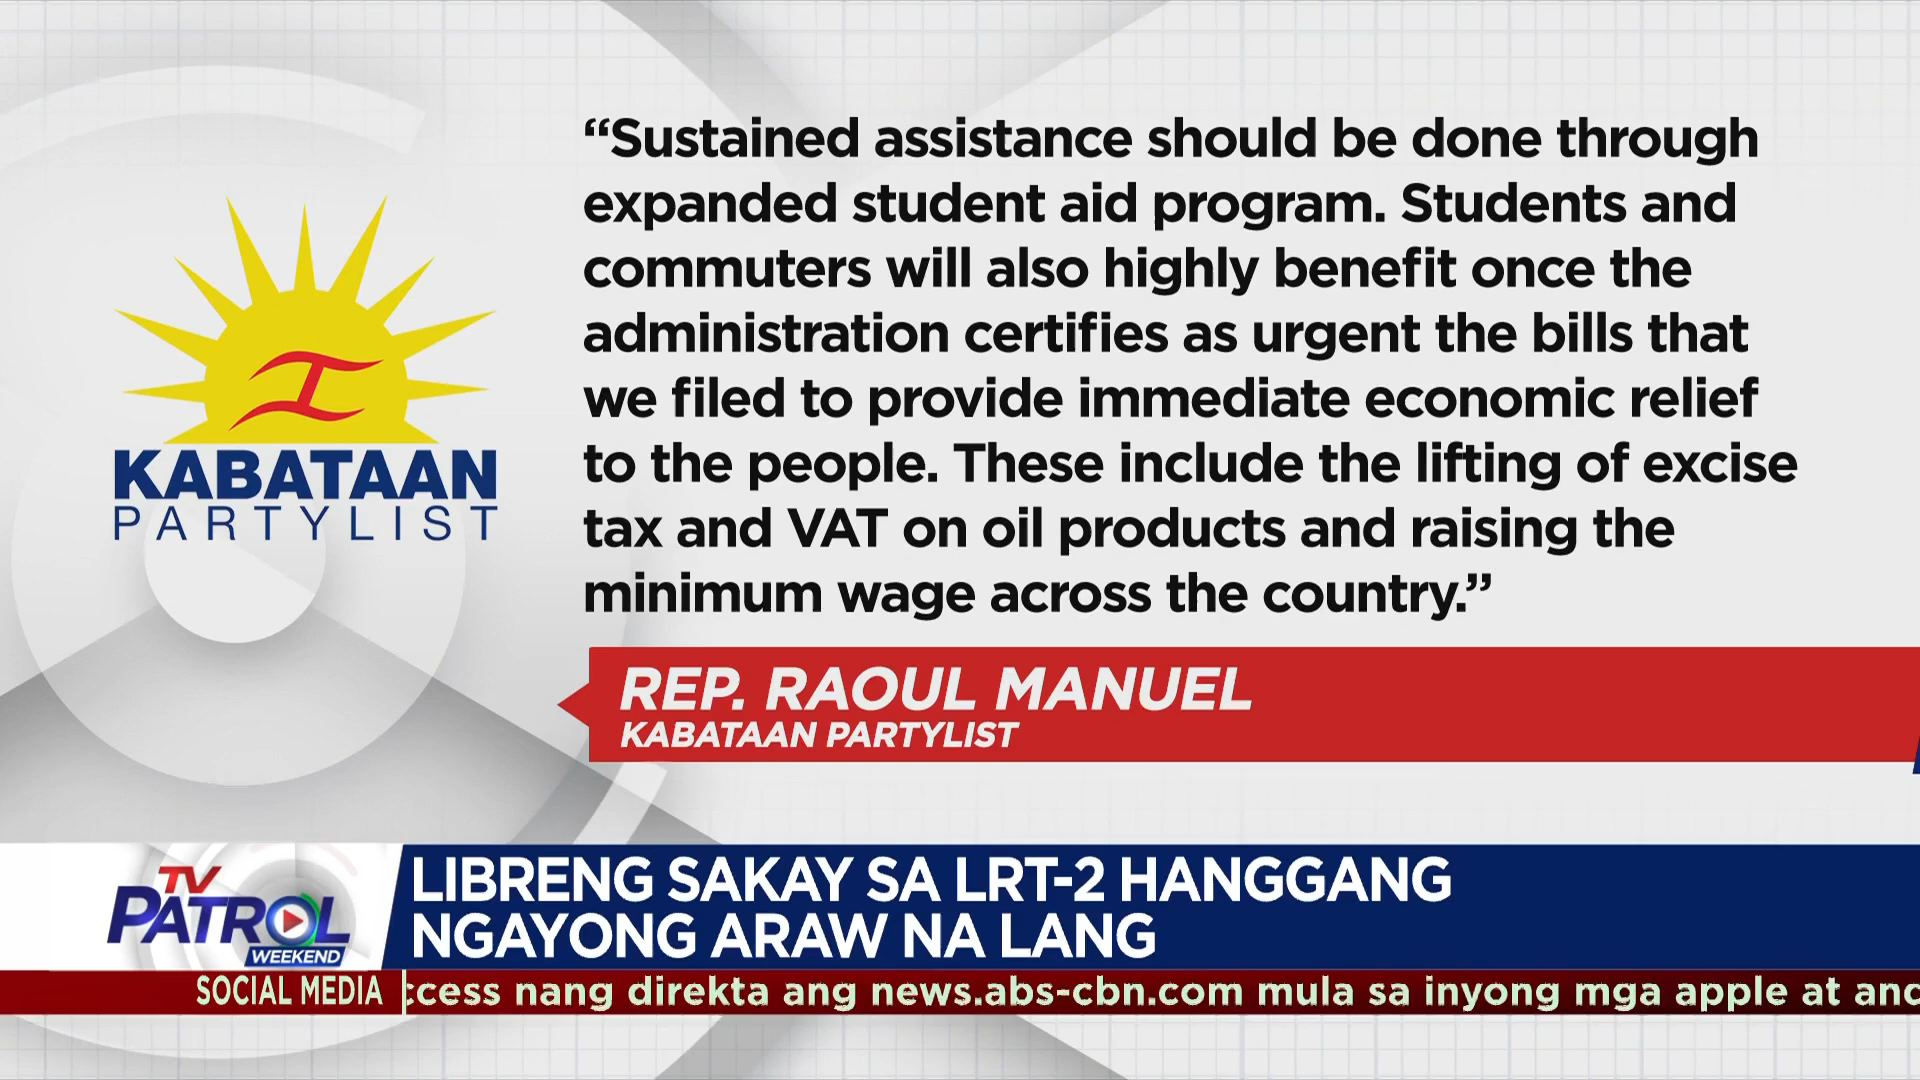 “Sustained assistance should be done through
expanded student aid program. Students and
commuters will also highly benefit once the
administration certifies as urgent the bills that
we filed to provide immediate economic relief
to the people. These include the lifting of excise
tax and VAT on oil products and raising the
minimum wage across the country.”
KABATAAN
PARTYLIST
REP. RAOUL MANUEL
KABATAAN PARTYLIST
TV
PATROL
WEEKEND
LIBRENG SAKAY SA LRT-2 HANGGANG
NGAYONG ARAW NA LANG
SOCIAL MEDIA
ccess nang direkta ang news.abs-cbn.com mula sa inyong mga apple at and